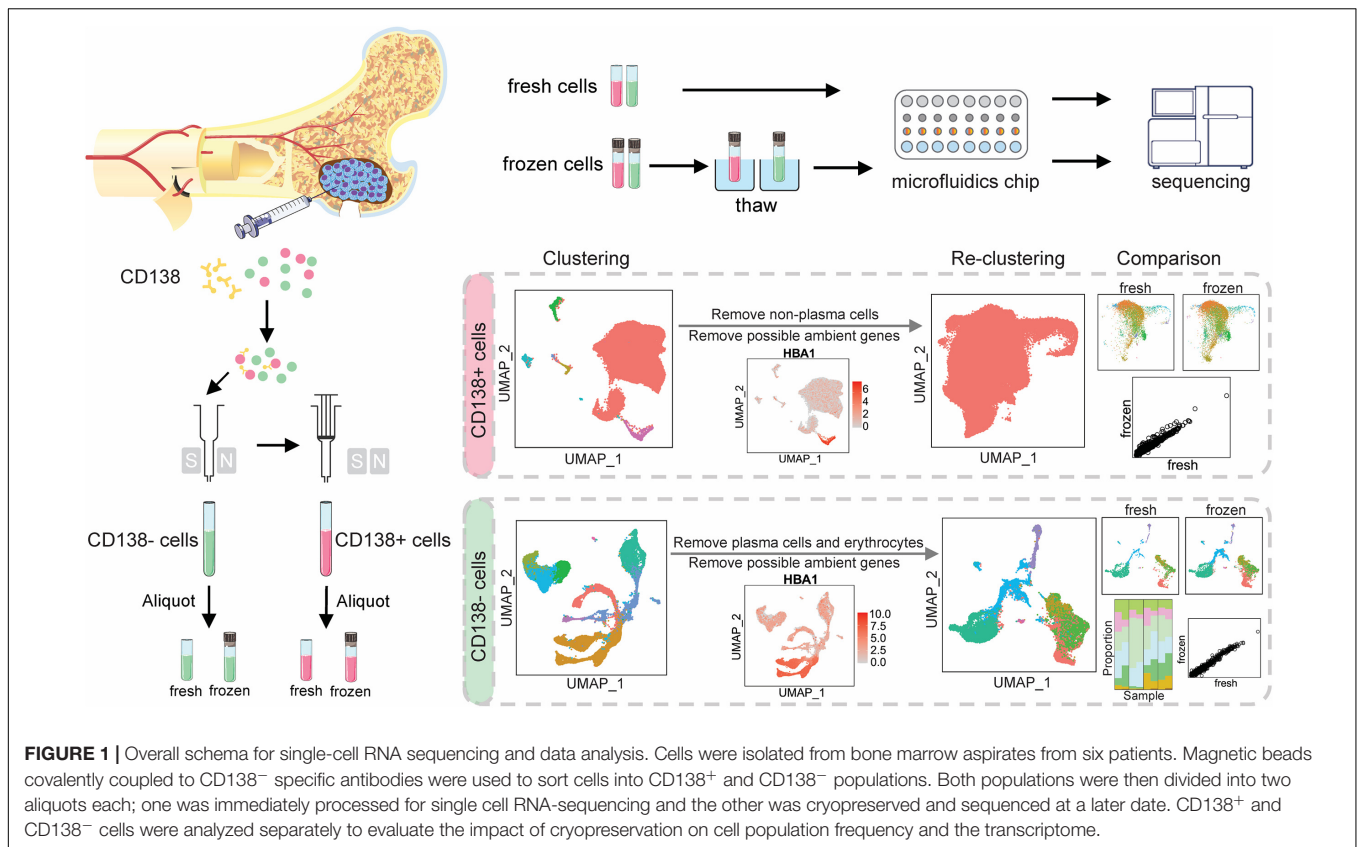 fresh cells
frozen cells
thaw
microfluidics chip
sequencing
CD138
S N
S N
CD138- cells
CD138+ cells
Aliquot
Aliquot
fresh
frozen
fresh
frozen
Clustering
Re-clustering
Comparison
CD138+ cells
UMAP_2
UMAP_1
Remove non-plasma cells
Remove possible ambient genes
HBA1
UMAP_2
UMAP_1
6
4
2
0
UMAP_2
UMAP_1
fresh
frozen
frozen
fresh
CD138- cells
UMAP_2
UMAP_1
Remove plasma cells and erythrocytes
Remove possible ambient genes
HBA1
UMAP_2
UMAP_1
10.0
7.5
5.0
2.5
0.0
UMAP_2
UMAP_1
fresh
frozen
Proportion
Sample
frozen
fresh
FIGURE 1 | Overall schema for single-cell RNA sequencing and data analysis. Cells were isolated from bone marrow aspirates from six patients. Magnetic beads
covalently coupled to CD138⁻ specific antibodies were used to sort cells into CD138⁺ and CD138⁻ populations. Both populations were then divided into two
aliquots each; one was immediately processed for single cell RNA-sequencing and the other was cryopreserved and sequenced at a later date. CD138⁺ and
CD138⁻ cells were analyzed separately to evaluate the impact of cryopreservation on cell population frequency and the transcriptome.